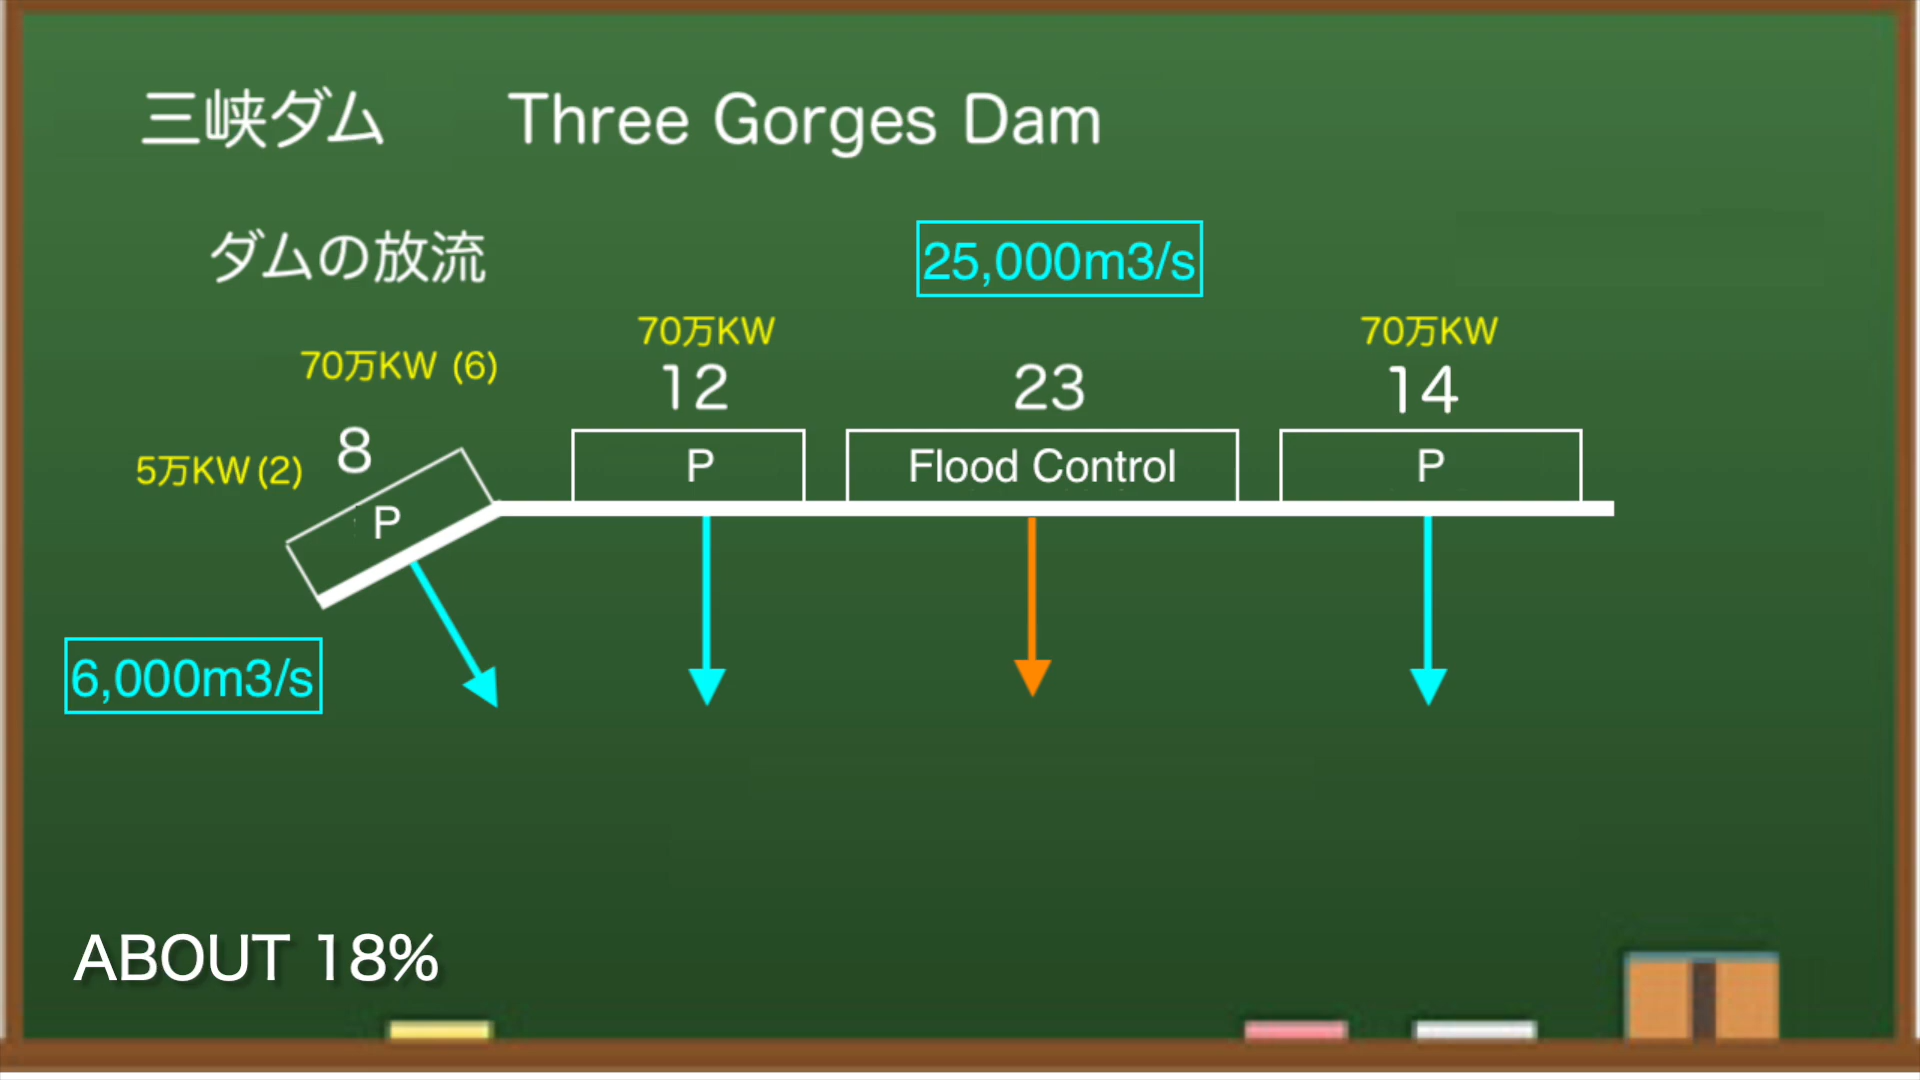 三峡ダム Three Gorges Dam
ダムの放流
25,000m3/s
70万KW
70万KW
70万KW (6)
12
23
14
8
5万KW (2)
P
Flood Control
P
P
6,000m3/s
ABOUT 18%